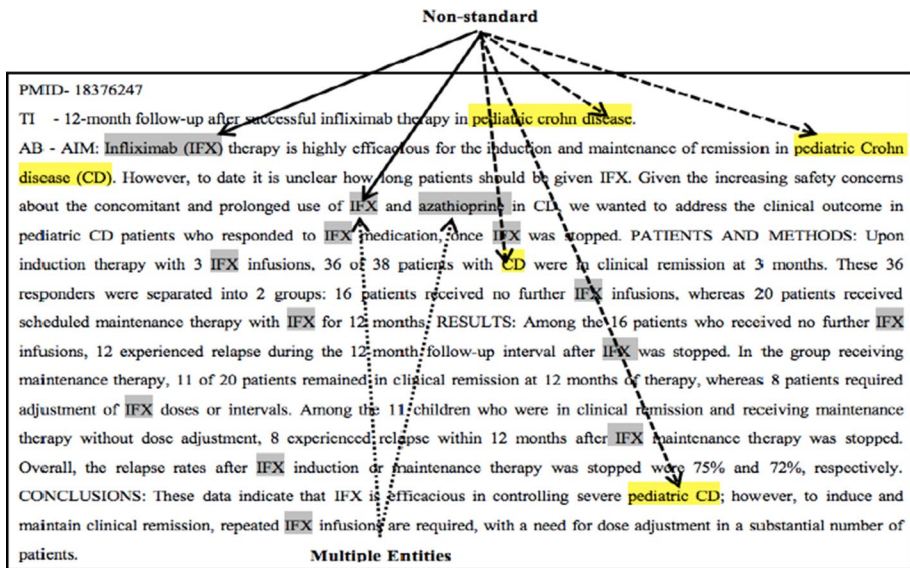 Non-standard
PMID- 18376247
TI - 12-month follow-up after successful infliximab therapy in pediatric crohn disease.
AB - AIM: Infliximab (IFX) therapy is highly efficacious for the induction and maintenance of remission in pediatric Crohn
disease (CD). However, to date it is unclear how long patients should be given IFX. Given the increasing safety concerns
about the concomitant and prolonged use of IFX and azathioprine in CD, we wanted to address the clinical outcome in
pediatric CD patients who responded to IFX medication, once IFX was stopped. PATIENTS AND METHODS: Upon
induction therapy with 3 IFX infusions, 36 of 38 patients with CD were in clinical remission at 3 months. These 36
responders were separated into 2 groups: 16 patients received no further IFX infusions, whereas 20 patients received
scheduled maintenance therapy with IFX for 12 months. RESULTS: Among the 16 patients who received no further IFX
infusions, 12 experienced relapse during the 12 month follow-up interval after IFX was stopped. In the group receiving
maintenance therapy, 11 of 20 patients remained in clinical remission at 12 months of therapy, whereas 8 patients required
adjustment of IFX doses or intervals. Among the 11 children who were in clinical remission and receiving maintenance
therapy without dose adjustment, 8 experienced relapse within 12 months after IFX maintenance therapy was stopped.
Overall, the relapse rates after IFX induction or maintenance therapy was stopped were 75% and 72%, respectively.
CONCLUSIONS: These data indicate that IFX is efficacious in controlling severe pediatric CD; however, to induce and
maintain clinical remission, repeated IFX infusions are required, with a need for dose adjustment in a substantial number of
patients.
Multiple Entities